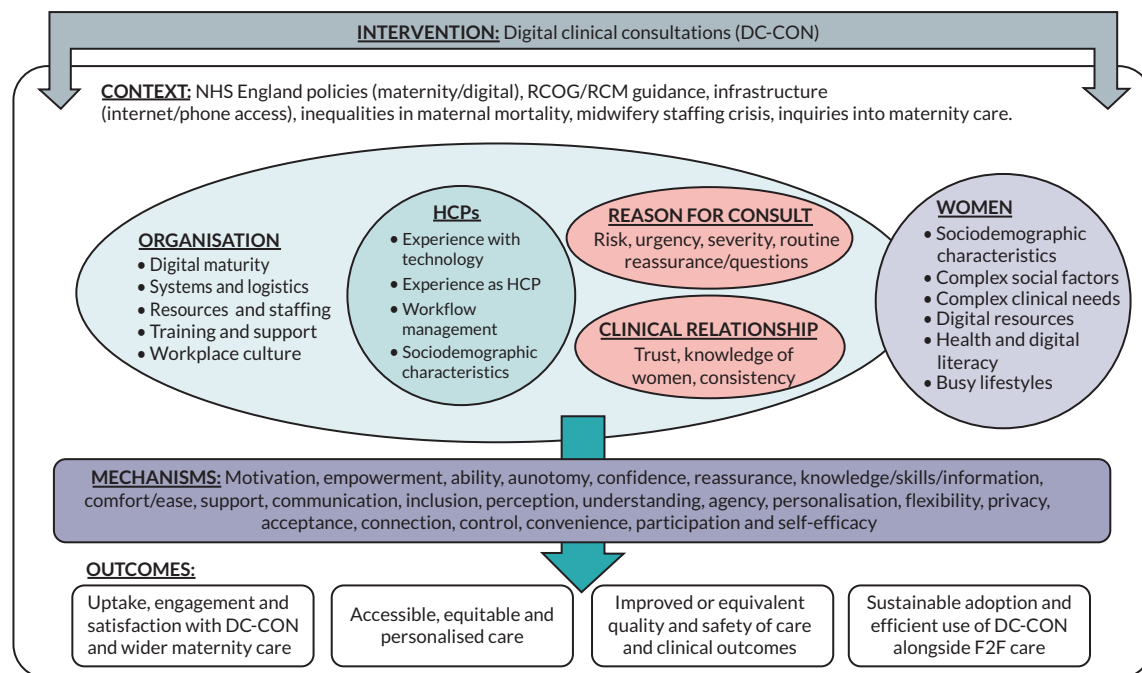 INTERVENTION: Digital clinical consultations (DC-CON)
CONTEXT: NHS England policies (maternity/digital), RCOG/RCM guidance, infrastructure
(internet/phone access), inequalities in maternal mortality, midwifery staffing crisis, inquiries into maternity care.
ORGANISATION
• Digital maturity
• Systems and logistics
• Resources and staffing
• Training and support
• Workplace culture
HCPs
• Experience with
technology
• Experience as HCP
• Workflow
management
• Sociodemographic
characteristics
REASON FOR CONSULT
Risk, urgency, severity, routine
reassurance/questions
CLINICAL RELATIONSHIP
Trust, knowledge of
women, consistency
WOMEN
• Sociodemographic
characteristics
• Complex social factors
• Complex clinical needs
• Digital resources
• Health and digital
literacy
• Busy lifestyles
MECHANISMS: Motivation, empowerment, ability, aunotomy, confidence, reassurance, knowledge/skills/information,
comfort/ease, support, communication, inclusion, perception, understanding, agency, personalisation, flexibility, privacy,
acceptance, connection, control, convenience, participation and self-efficacy
OUTCOMES:
Uptake, engagement and
satisfaction with DC-CON
and wider maternity care
Accessible, equitable and
personalised care
Improved or equivalent
quality and safety of care
and clinical outcomes
Sustainable adoption and
efficient use of DC-CON
alongside F2F care